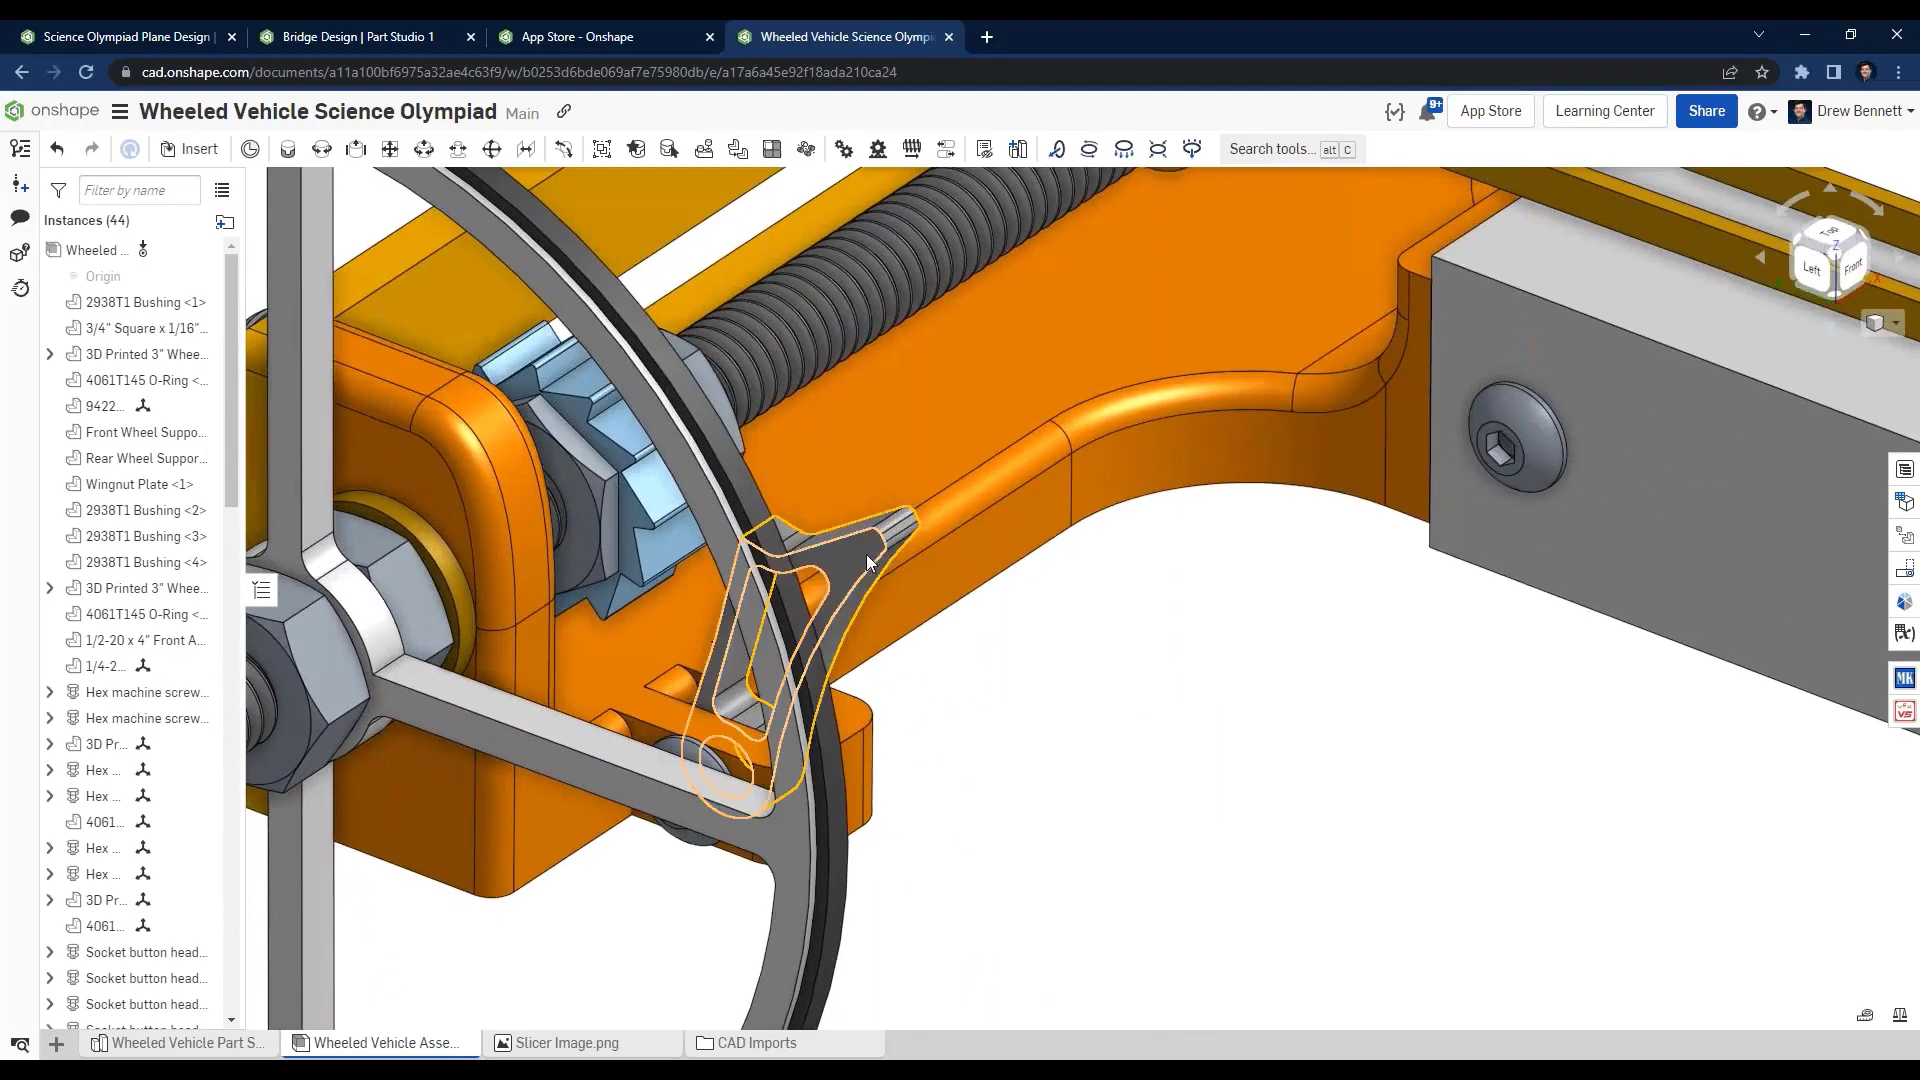 Science Olympiad Plane Design |
Bridge Design | Part Studio 1
App Store - Onshape
Wheeled Vehicle Science Olympi
cad.onshape.com/documents/a11a100bf6975a32ae4c63f9/w/b0253d6bde069af7e75980db/e/a17a6a45e92f18ada210ca24
onshape
Wheeled Vehicle Science Olympiad Main
9+
App Store
Learning Center
Share
Drew Bennett
Insert
Search tools... alt C
Filter by name
Instances (44)
Wheeled ...
Origin
2938T1 Bushing <1>
3/4" Square x 1/16"...
3D Printed 3" Whee...
4061T145 O-Ring <...
9422...
Front Wheel Suppo...
Rear Wheel Suppor...
Wingnut Plate <1>
2938T1 Bushing <2>
2938T1 Bushing <3>
2938T1 Bushing <4>
3D Printed 3" Whee...
4061T145 O-Ring <...
1/2-20 x 4" Front A...
1/4-2...
Hex machine screw...
Hex machine screw...
3D Pr...
Hex ...
Hex ...
4061...
Hex ...
Hex ...
3D Pr...
4061...
Socket button head...
Socket button head...
Socket button head...
Top
Left
Front
Z
X
MK
VEX
V5
Wheeled Vehicle Part S...
Wheeled Vehicle Asse...
Slicer Image.png
CAD Imports